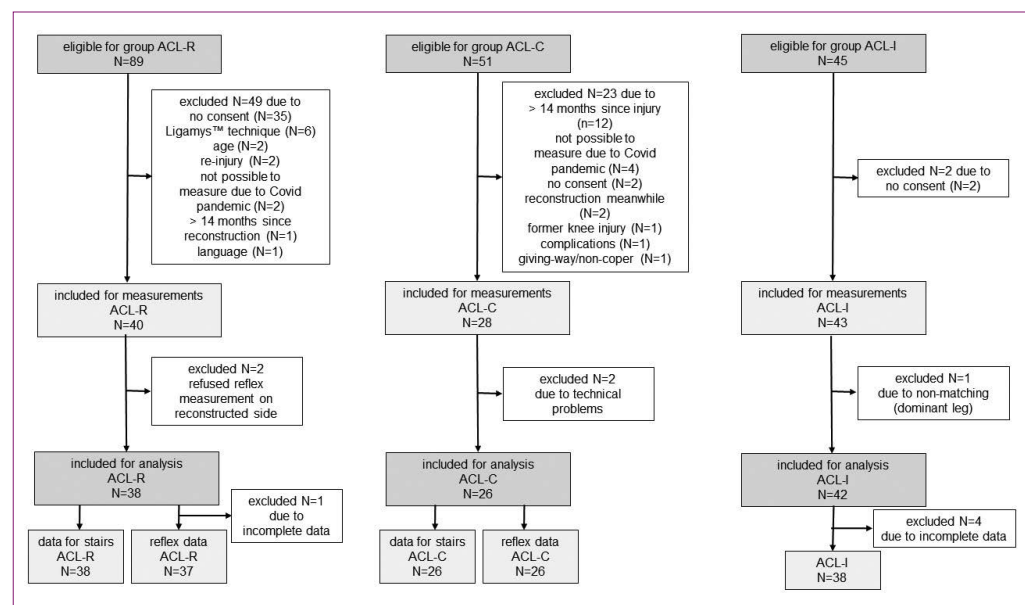 eligible for group ACL-R
N=89
excluded N=49 due to
no consent (N=35)
Ligamys™ technique (N=6)
age (N=2)
re-injury (N=2)
not possible to
measure due to Covid
pandemic (N=2)
> 14 months since
reconstruction (N=1)
language (N=1)
included for measurements
ACL-R
N=40
excluded N=2
refused reflex
measurement on
reconstructed side
included for analysis
ACL-R
N=38
excluded N=1
due to
incomplete data
data for stairs
ACL-R
N=38
reflex data
ACL-R
N=37
eligible for group ACL-C
N=51
excluded N=23 due to
> 14 months since injury
(n=12)
not possible to
measure due to Covid
pandemic (N=4)
no consent (N=2)
reconstruction meanwhile
(N=2)
former knee injury (N=1)
complications (N=1)
giving-way/non-coper (N=1)
included for measurements
ACL-C
N=28
excluded N=2
due to technical
problems
included for analysis
ACL-C
N=26
data for stairs
ACL-C
N=26
reflex data
ACL-C
N=26
eligible for group ACL-I
N=45
excluded N=2 due to
no consent (N=2)
included for measurements
ACL-I
N=43
excluded N=1
due to non-matching
(dominant leg)
included for analysis
ACL-I
N=42
excluded N=4
due to incomplete data
ACL-I
N=38